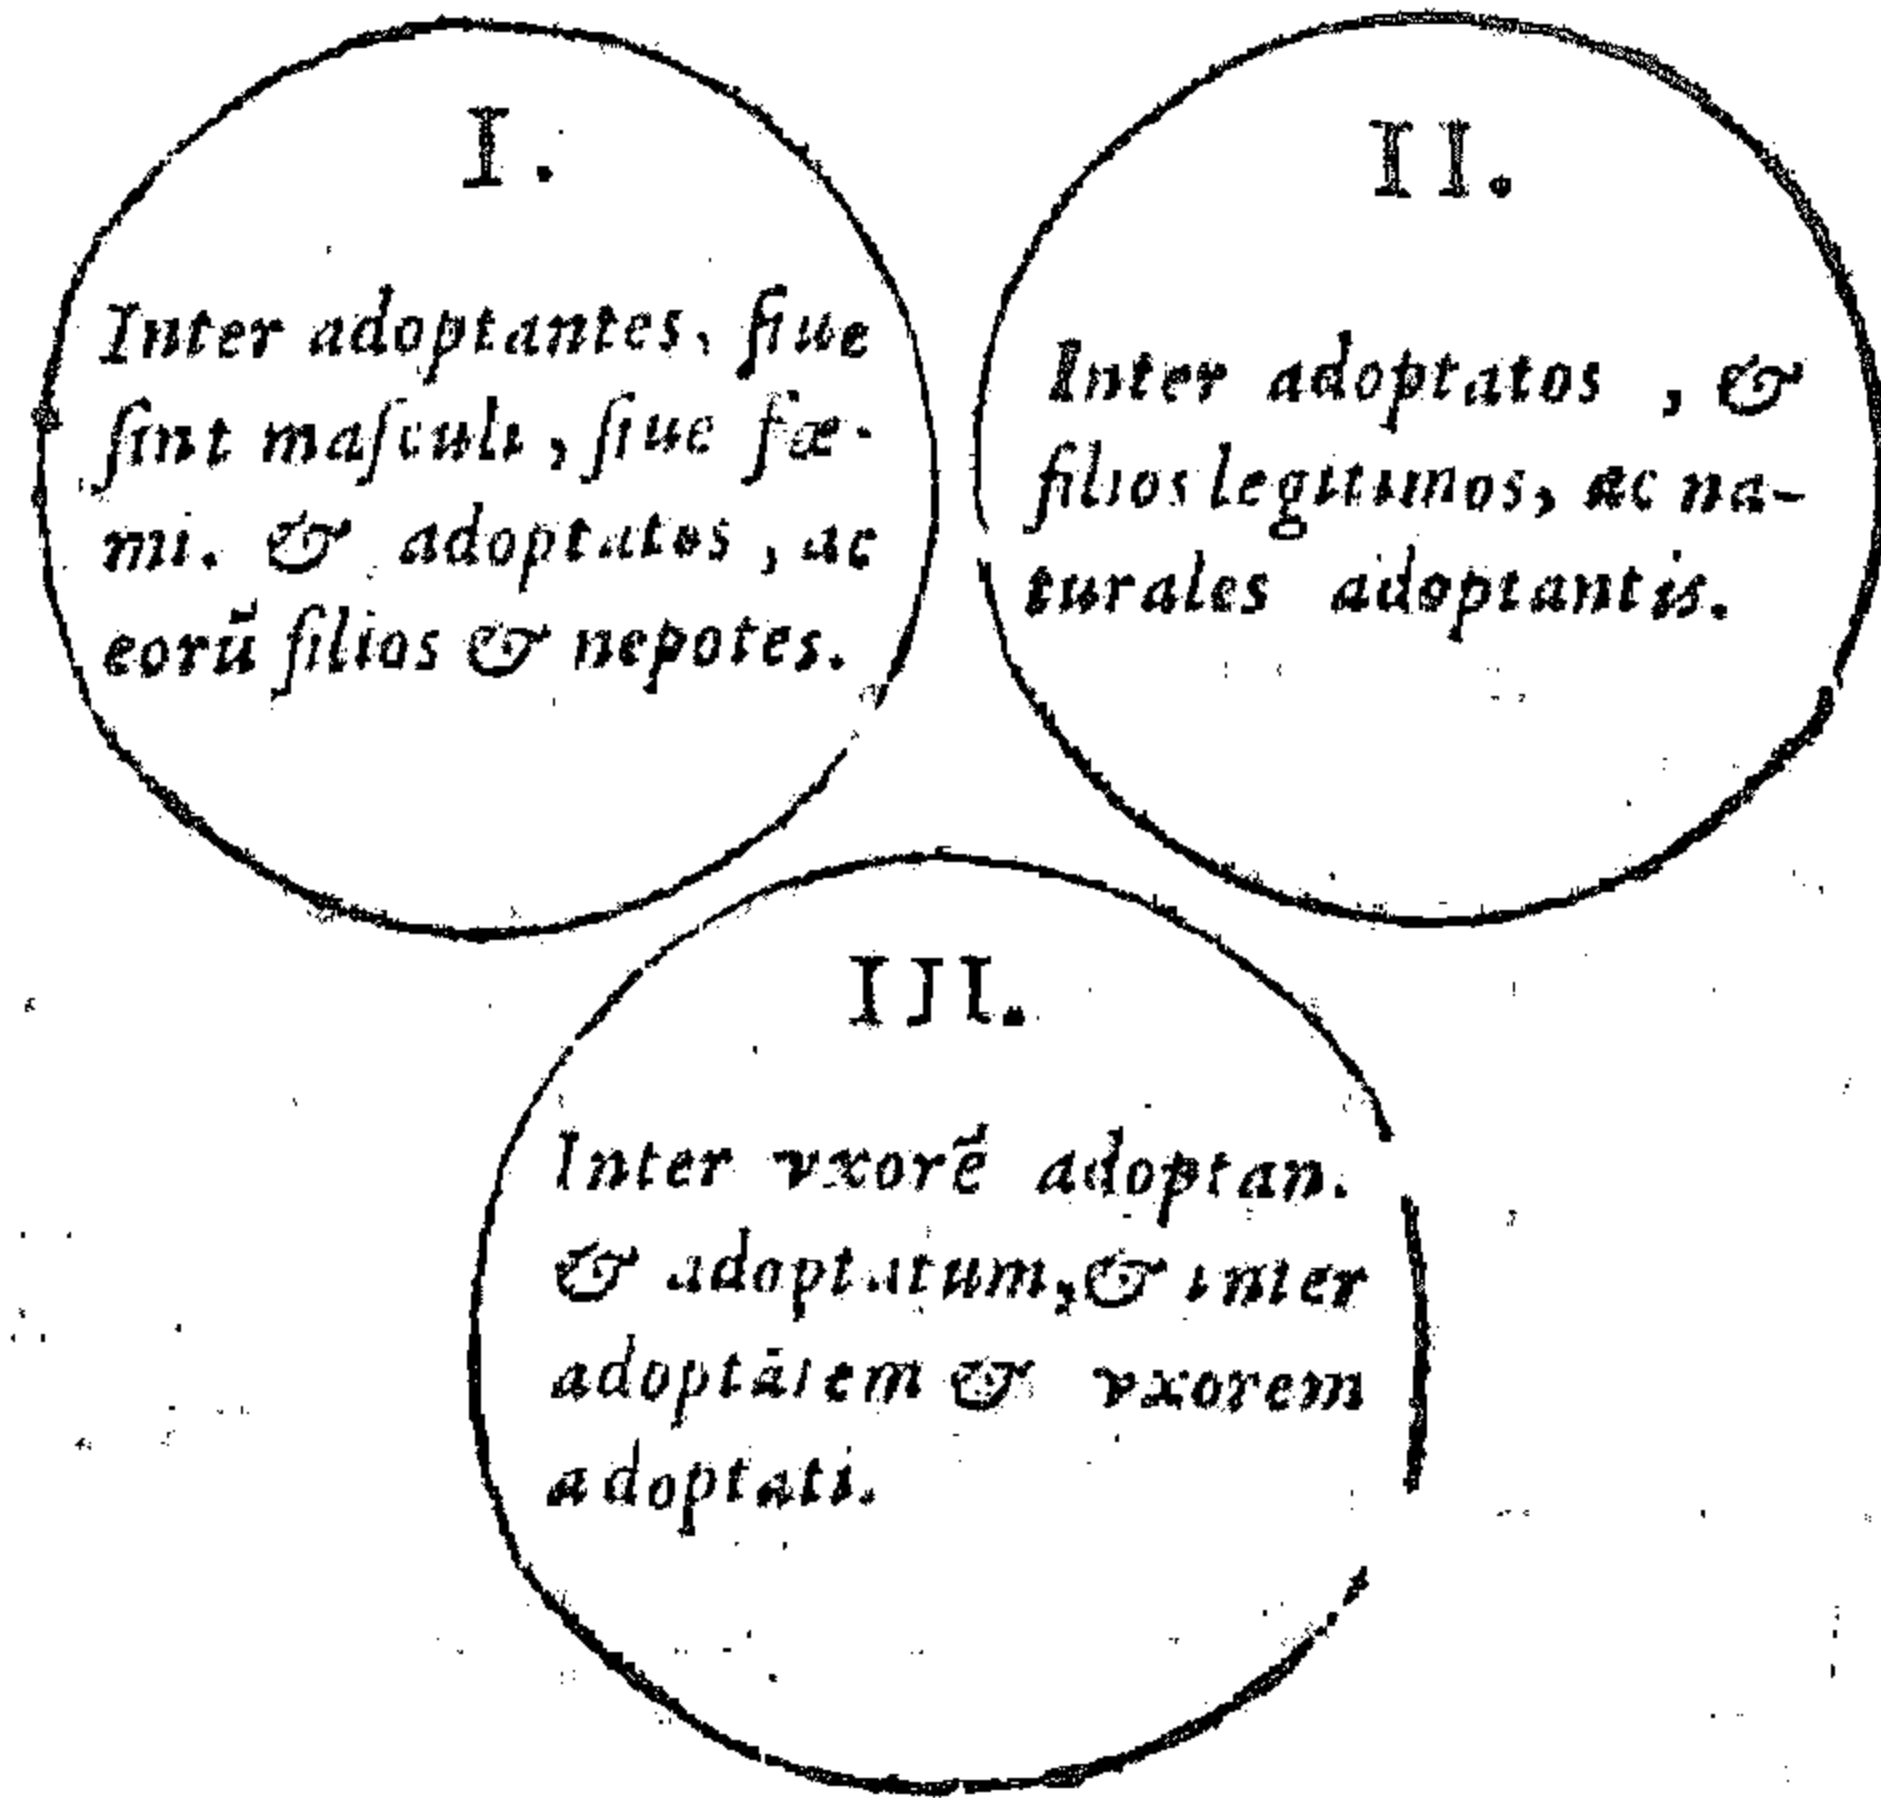 I.
Inter adoptantes, ſiue
ſint maſculi, ſiue fœ-
mi. & adoptatos, ac
eorū filios & nepotes.
II.
Inter adoptatos, &
filios legitimos, ac na-
turales adoptantis.
III.
Inter vxorē adoptan.
& adoptatum, & inter
adoptātem & vxorem
adoptati.